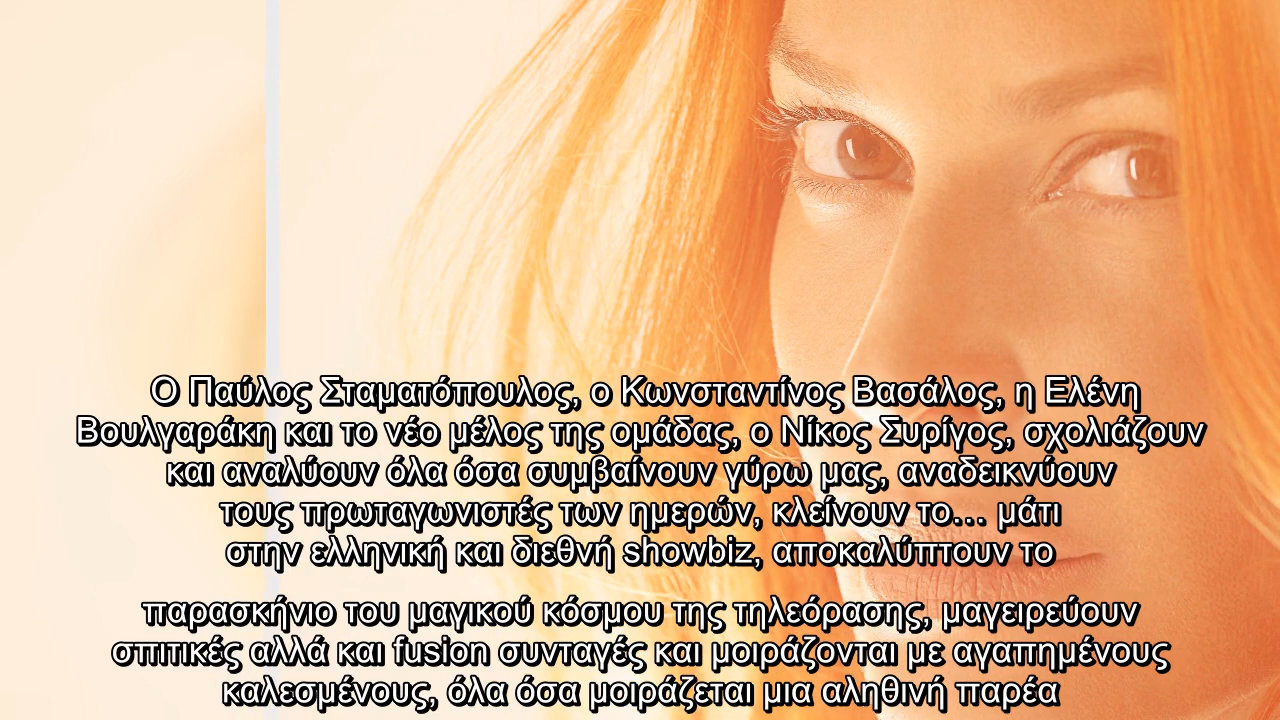 Ο Παύλος Σταματόπουλος, ο Κωνσταντίνος Βασάλος, η Ελένη
Βουλγαράκη και το νέο μέλος της ομάδας, ο Νίκος Συρίγος, σχολιάζουν
και αναλύουν όλα όσα συμβαίνουν γύρω μας, αναδεικνύουν
τους πρωταγωνιστές των ημερών, κλείνουν το… μάτι
στην ελληνική και διεθνή showbiz, αποκαλύπτουν το
παρασκήνιο του μαγικού κόσμου της τηλεόρασης, μαγειρεύουν
σπιτικές αλλά και fusion συνταγές και μοιράζονται με αγαπημένους
καλεσμένους, όλα όσα μοιράζεται μια αληθινή παρέα